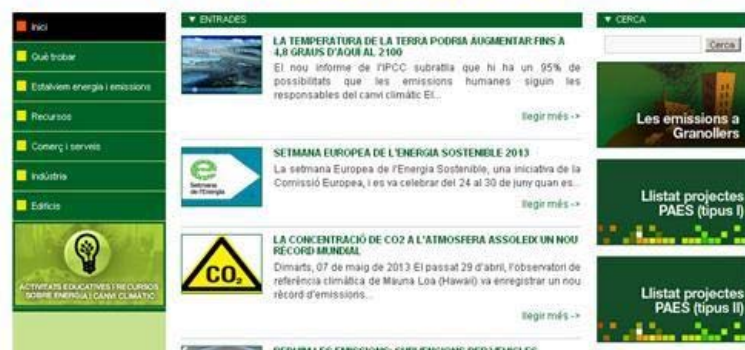 Inici
Què trobar
Estalviem energia i emissions
Recursos
Comerç i serveis
Indústria
Edificis
ACTIVITATS EDUCATIVES I RECURSOS
SOBRE ENERGIA I CANVI CLIMÀTIC
▼ ENTRADES
LA TEMPERATURA DE LA TERRA PODRIA AUGMENTAR FINS A
4,8 GRAUS D'AQUÍ AL 2100
El nou informe de l'IPCC subratlla que hi ha un 95% de
possibilitats que les emissions humanes siguin les
responsables del canvi climàtic El...
llegir més ->
Setmana
de l'Energia
SETMANA EUROPEA DE L'ENERGIA SOSTENIBLE 2013
La setmana Europea de l'Energia Sostenible, una iniciativa de la
Comissió Europea, i es va celebrar del 24 al 30 de juny quan es...
llegir més ->
CO2
LA CONCENTRACIÓ DE CO2 A L'ATMOSFERA ASSOLEIX UN NOU
RÈCORD MUNDIAL
Dimarts, 07 de maig de 2013 El passat 29 d'abril, l'observatori de
referència climàtica de Mauna Loa (Hawaii) va enregistrar un nou
rècord d'emissions...
llegir més ->
▼ CERCA
Cerca
Les emissions a
Granollers
Llistat projectes
PAES (tipus I)
Llistat projectes
PAES (tipus II)